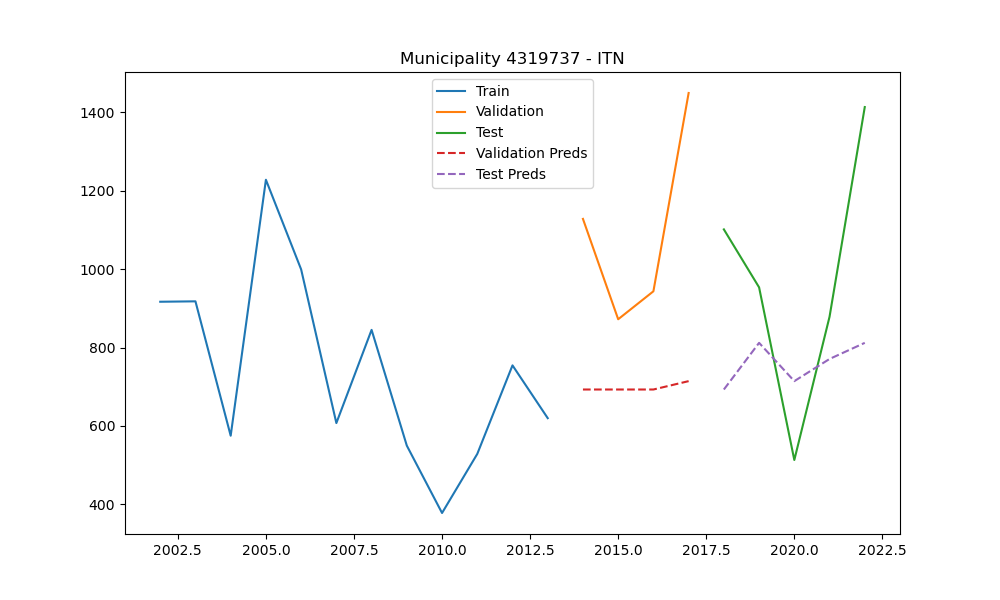 Municipality 4319737 - ITN
Train
Validation
Test
Validation Preds
Test Preds
1400
1200
1000
800
600
400
2002.5 2005.0 2007.5 2010.0 2012.5 2015.0 2017.5 2020.0 2022.5